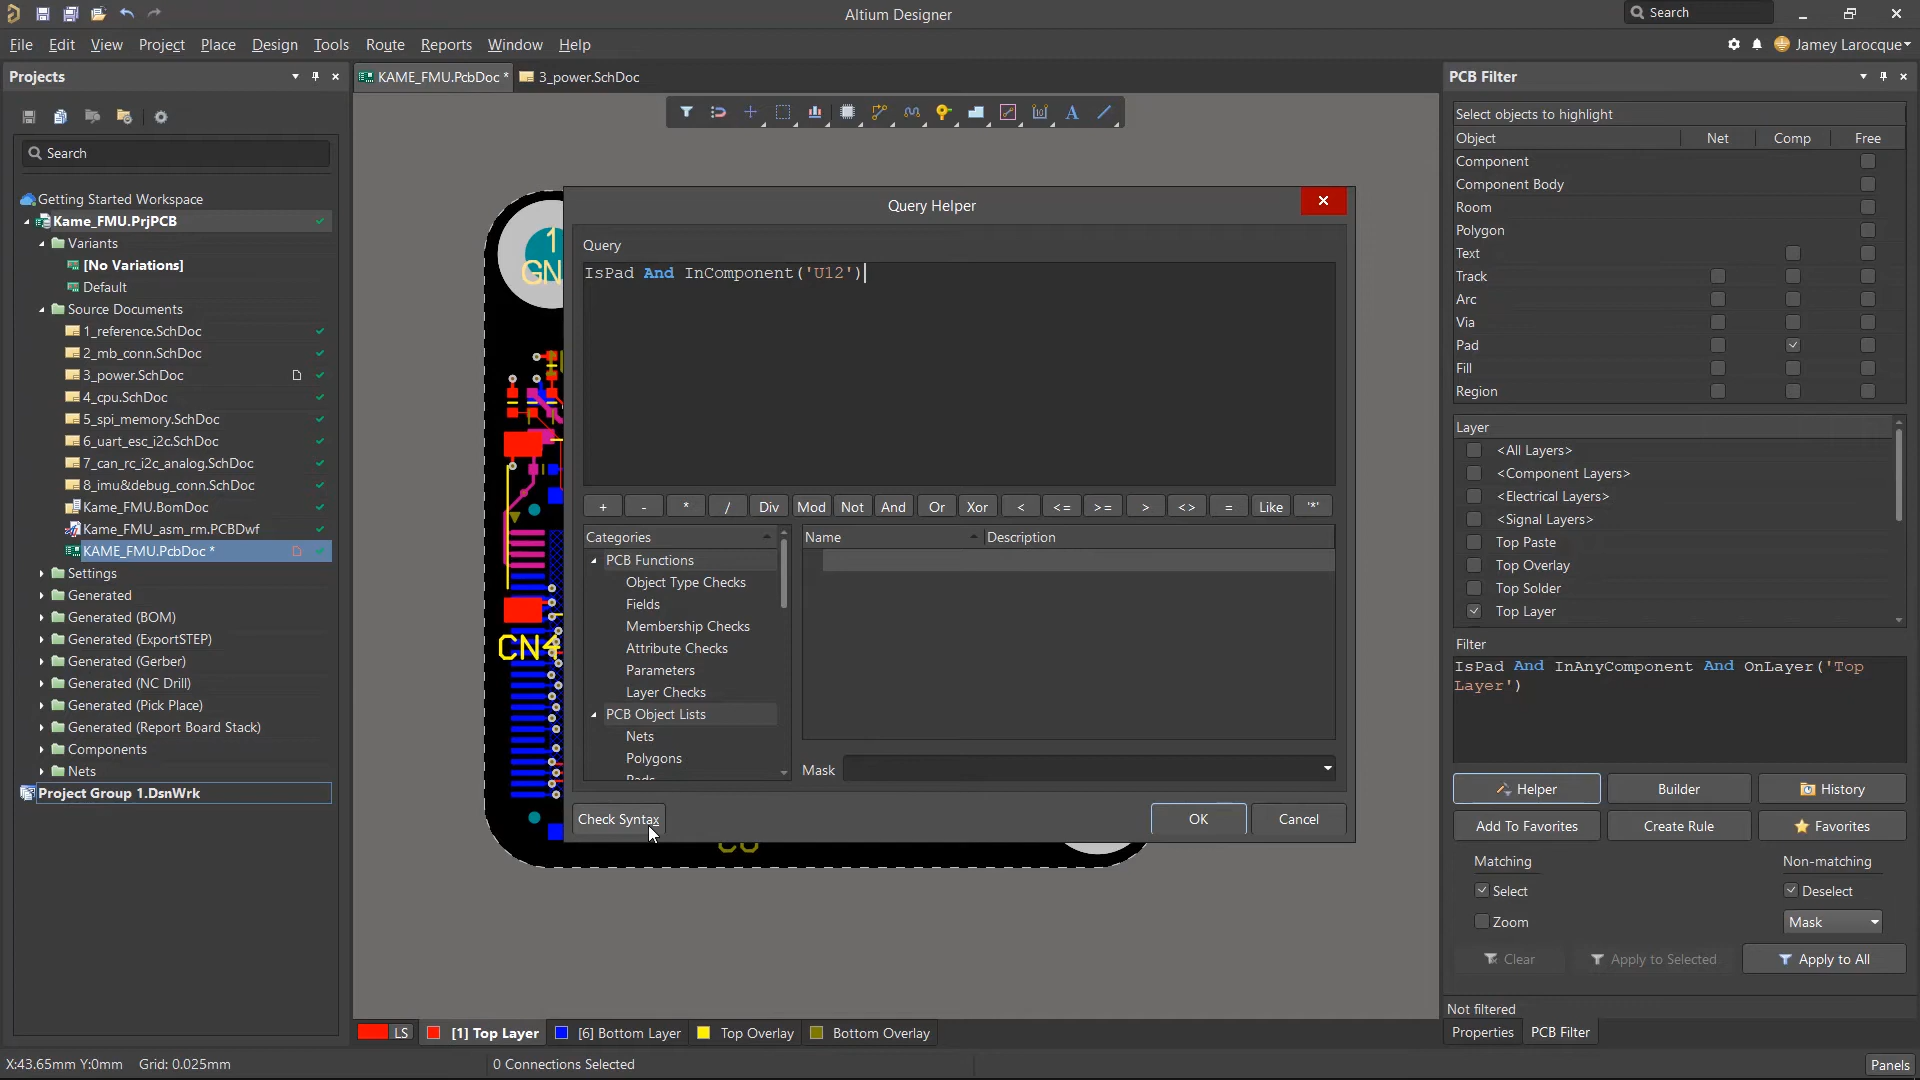 Altium Designer
Search
File Edit View Project Place Design Tools Route Reports Window Help
Jamey Larocque
Projects
KAME_FMU.PcbDoc *
3_power.SchDoc
PCB Filter
Search
Getting Started Workspace
Kame_FMU.PrjPCB
Variants
[No Variations]
Default
Source Documents
1_reference.SchDoc
2_mb_conn.SchDoc
3_power.SchDoc
4_cpu.SchDoc
5_spi_memory.SchDoc
6_uart_esc_i2c.SchDoc
7_can_rc_i2c_analog.SchDoc
8_imu&debug_conn.SchDoc
Kame_FMU.BomDoc
Kame_FMU_asm_rm.PCBDwf
KAME_FMU.PcbDoc *
Settings
Generated
Generated (BOM)
Generated (ExportSTEP)
Generated (Gerber)
Generated (NC Drill)
Generated (Pick Place)
Generated (Report Board Stack)
Components
Nets
Project Group 1.DsnWrk
1
GN
CN4
Query Helper
Query
IsPad And InComponent('U12')
+ - * / Div Mod Not And Or Xor < <= >= > <> = Like '*'
Categories
PCB Functions
Object Type Checks
Fields
Membership Checks
Attribute Checks
Parameters
Layer Checks
PCB Object Lists
Nets
Polygons
Pads
Name Description
Mask
Check Syntax
OK
Cancel
Select objects to highlight
Object Net Comp Free
Component
Component Body
Room
Polygon
Text
Track
Arc
Via
Pad
Fill
Region
Layer
<All Layers>
<Component Layers>
<Electrical Layers>
<Signal Layers>
Top Paste
Top Overlay
Top Solder
Top Layer
Filter
IsPad And InAnyComponent And OnLayer('Top
Layer')
Helper Builder History
Add To Favorites Create Rule Favorites
Matching Non-matching
Select Deselect
Zoom Mask
Clear Apply to Selected Apply to All
Not filtered
Properties PCB Filter
LS [1] Top Layer [6] Bottom Layer Top Overlay Bottom Overlay
X:43.65mm Y:0mm Grid: 0.025mm 0 Connections Selected Panels